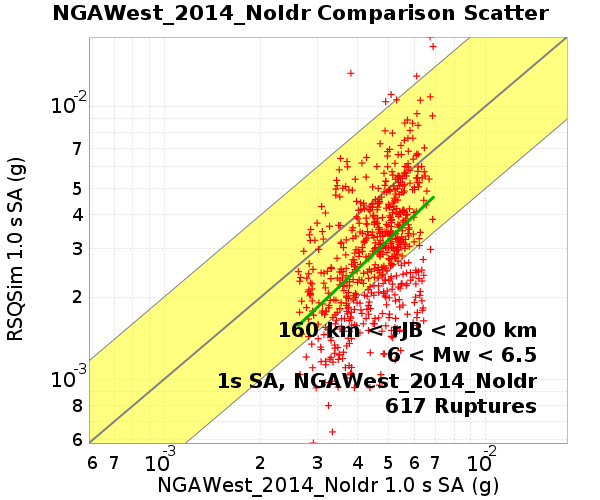 NGAWest_2014_NoIdr Comparison Scatter
RSQSim 1.0 s SA (g)
10-2
7
5
4
3
2
10-3
8
6
160 km < rJB < 200 km
6 < Mw < 6.5
1s SA, NGAWest_2014_NoIdr
617 Ruptures
6 7 10-3 2 3 4 5 6 7 10-2
NGAWest_2014_NoIdr 1.0 s SA (g)